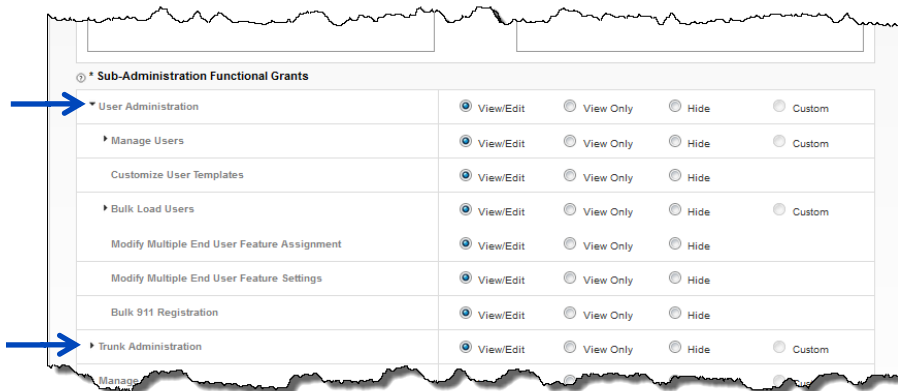 * Sub-Administration Functional Grants
User Administration View/Edit View Only Hide Custom
Manage Users View/Edit View Only Hide Custom
Customize User Templates View/Edit View Only Hide
Bulk Load Users View/Edit View Only Hide Custom
Modify Multiple End User Feature Assignment View/Edit View Only Hide
Modify Multiple End User Feature Settings View/Edit View Only Hide
Bulk 911 Registration View/Edit View Only Hide
Trunk Administration View/Edit View Only Hide Custom
Manage